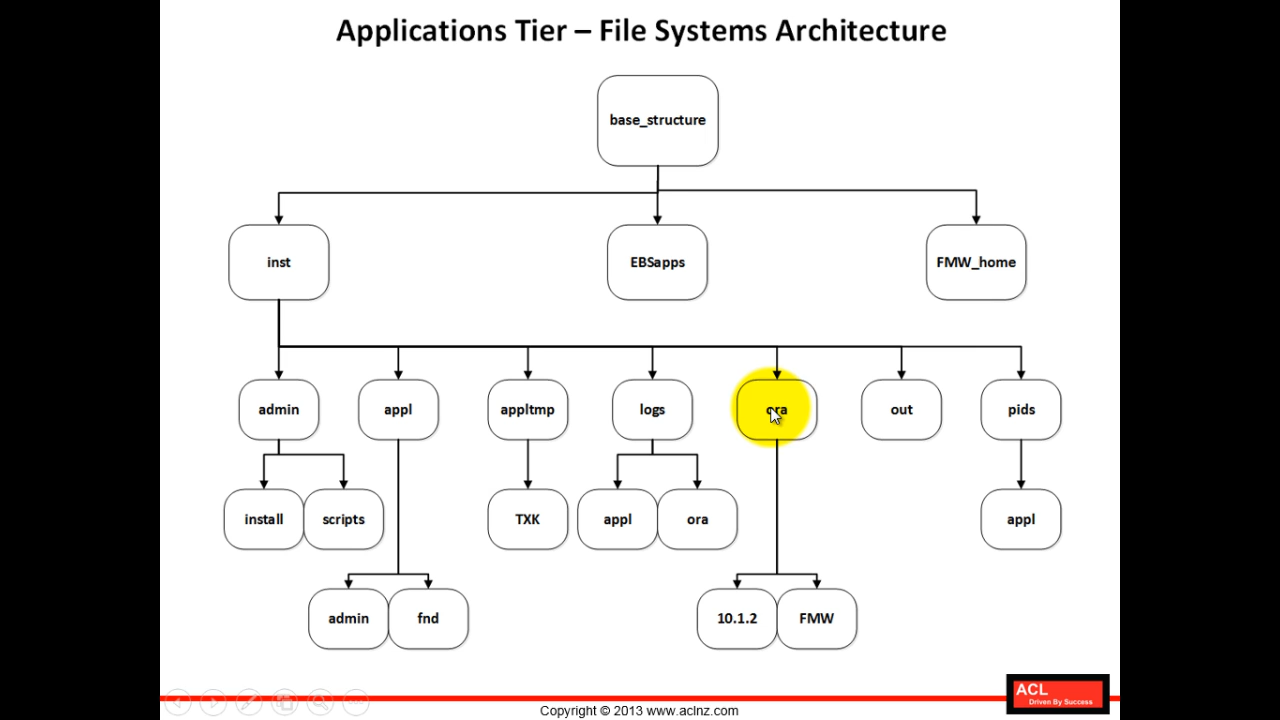 Applications Tier – File Systems Architecture
base_structure
inst
EBSapps
FMW_home
admin
appl
appltmp
logs
ora
out
pids
install
scripts
TXK
appl
ora
appl
admin
fnd
10.1.2
FMW
ACL
Driven By Success
Copyright © 2013 www.aclnz.com